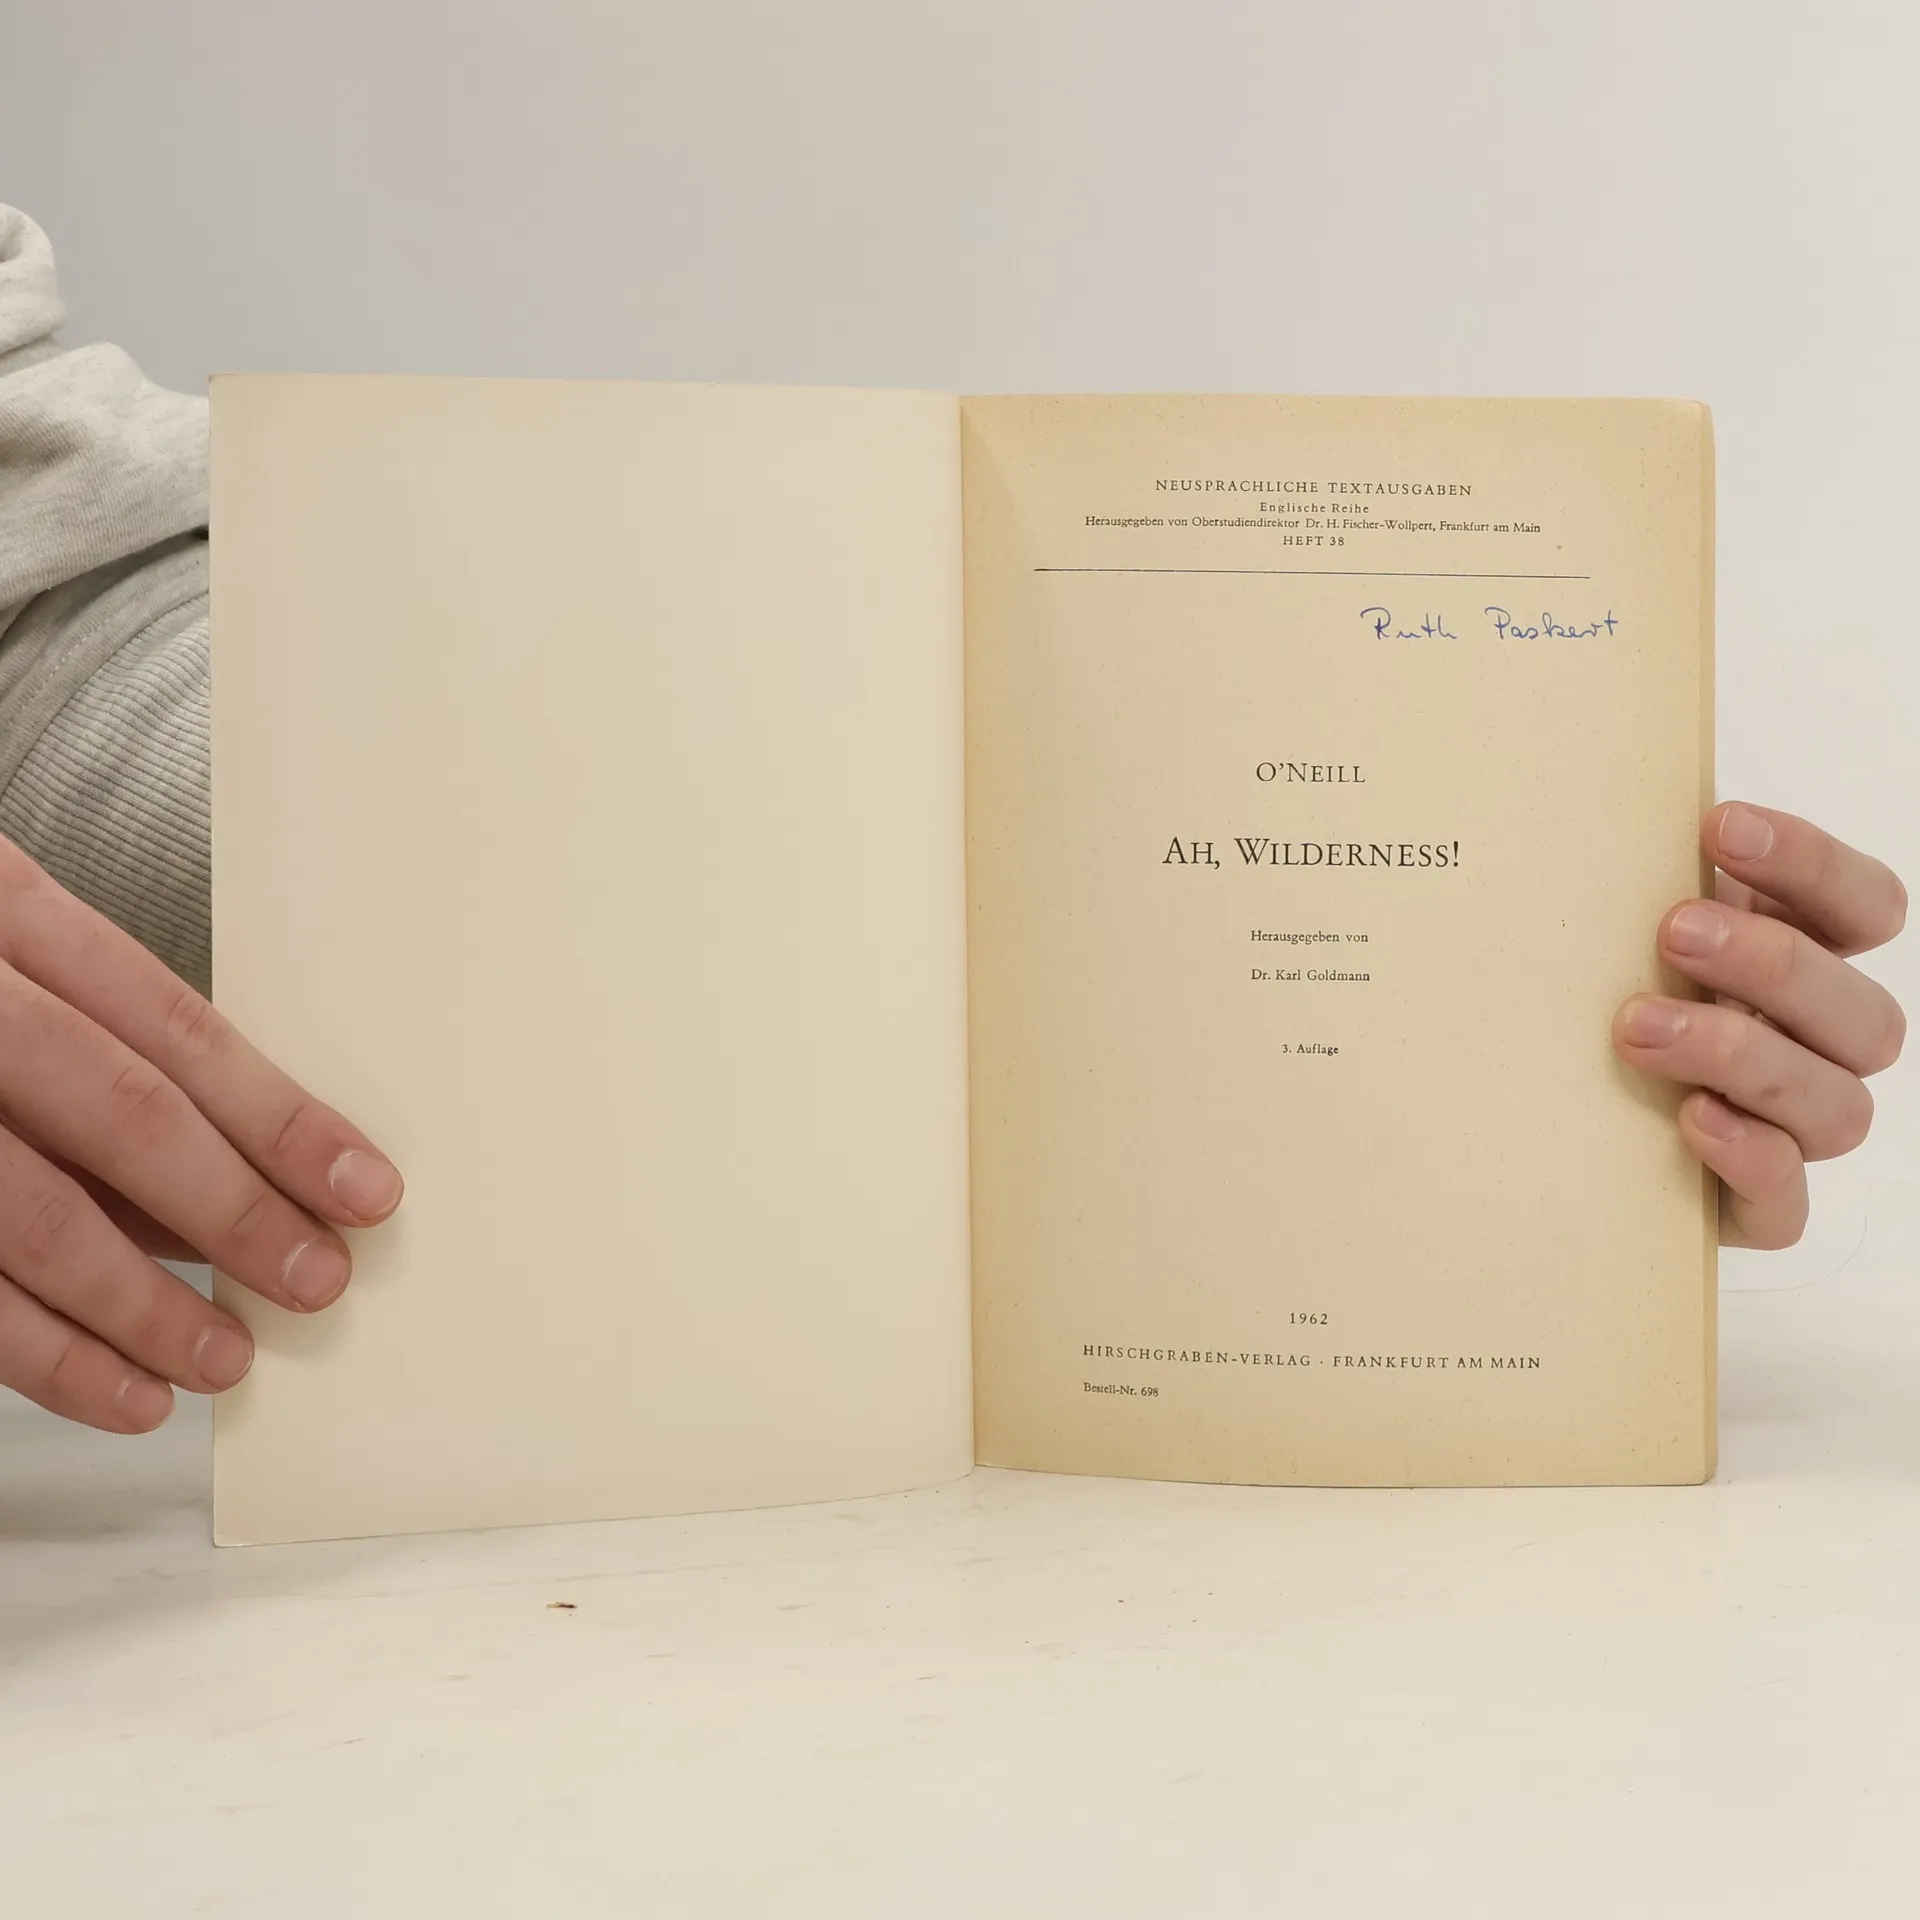 NEUSPRACHLICHE TEXTAUSGABEN
Englische Reihe
Herausgegeben von Oberstudiendirektor Dr. H. Fischer-Wollpert, Frankfurt am Main
HEFT 38
Ruth Paskert
O'NEILL
AH, WILDERNESS!
Herausgegeben von
Dr. Karl Goldmann
3. Auflage
1962
HIRSCHGRABEN-VERLAG · FRANKFURT AM MAIN
Bestell-Nr. 698